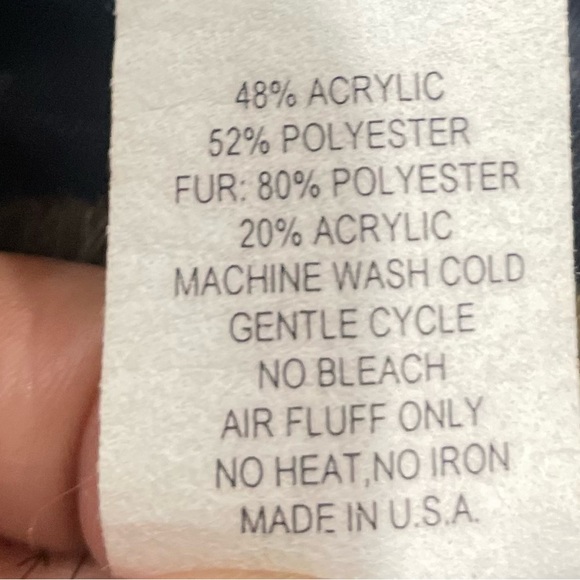 48% ACRYLIC
52% POLYESTER
FUR: 80% POLYESTER
20% ACRYLIC
MACHINE WASH COLD
GENTLE CYCLE
NO BLEACH
AIR FLUFF ONLY
NO HEAT,NO IRON
MADE IN U.S.A.